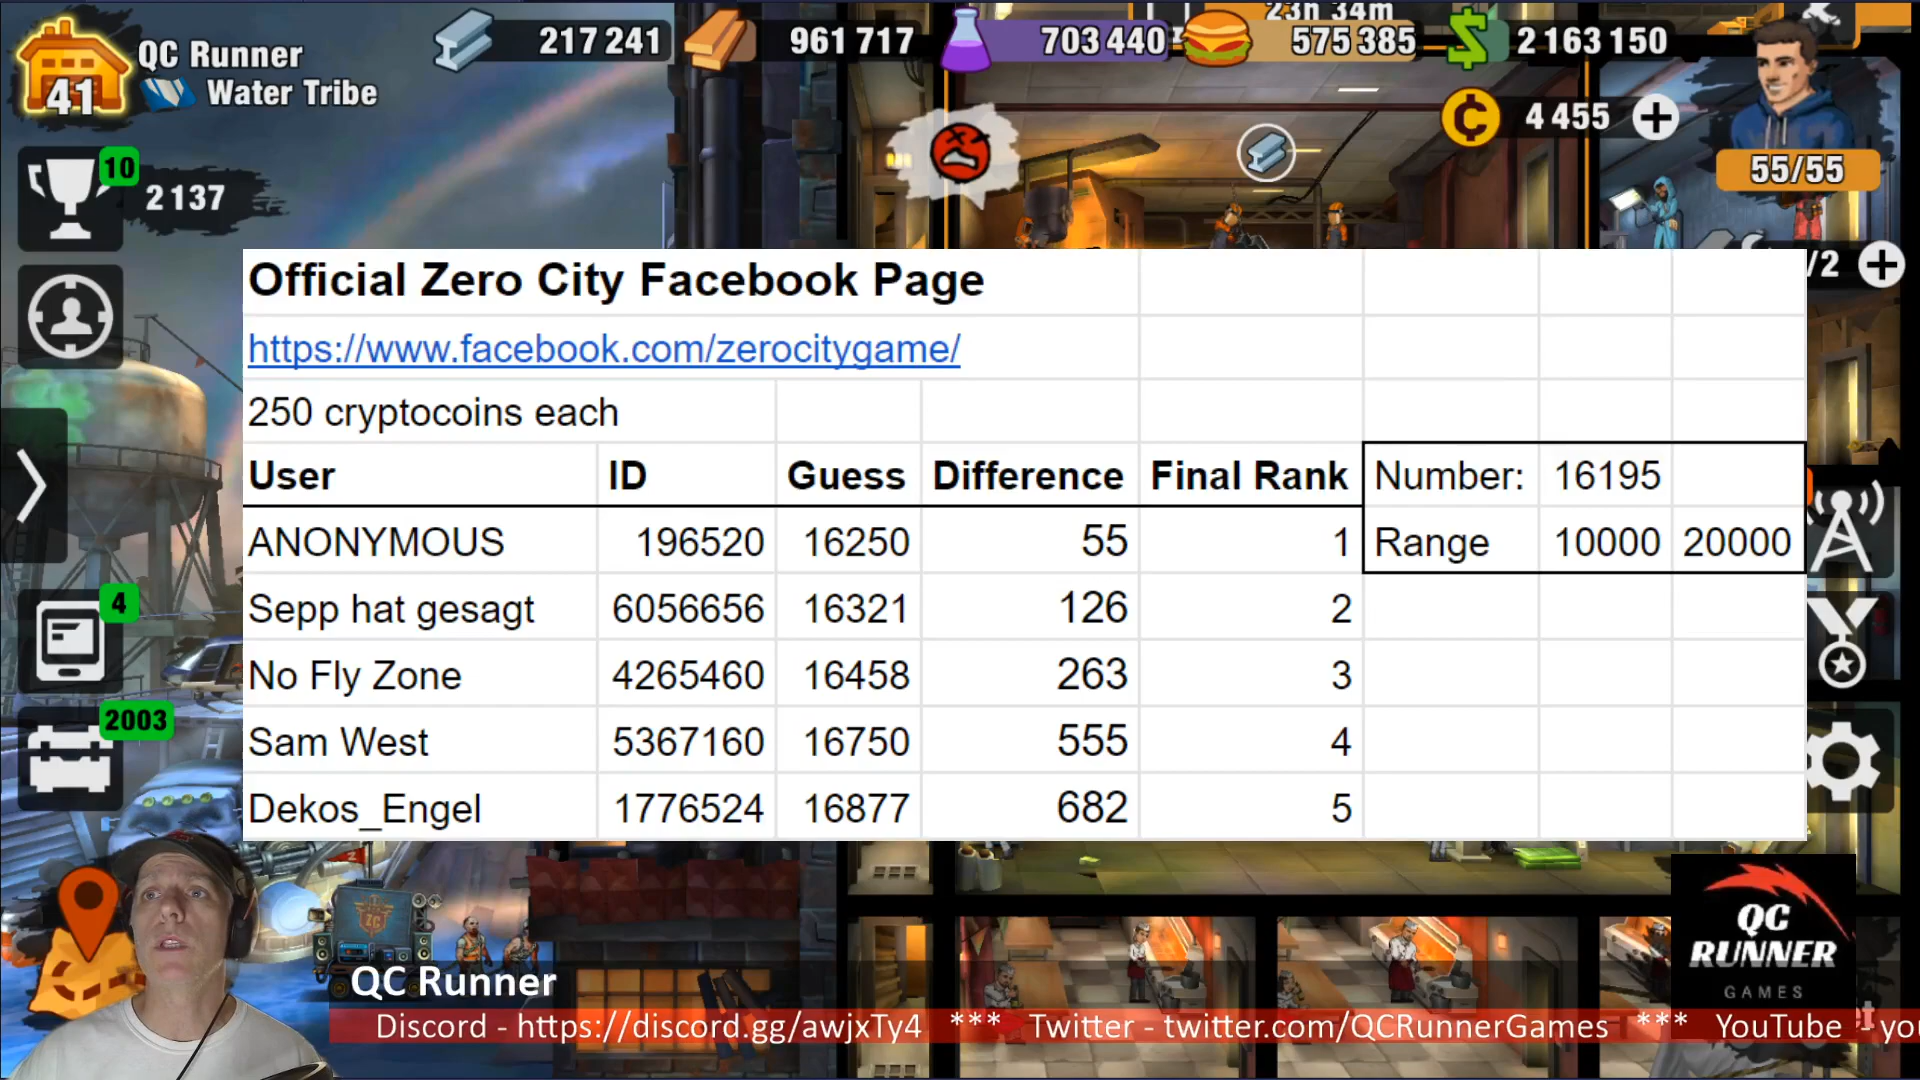 23h 34m
QC Runner
217 241
961 717
703 440
575 385
2 163 150
41
Water Tribe
4 455
10
2 137
55/55
/2
Official Zero City Facebook Page
https://www.facebook.com/zerocitygame/
250 cryptocoins each
User ID Guess Difference Final Rank Number: 16195
ANONYMOUS 196520 16250 55 1 Range 10000 20000
Sepp hat gesagt 6056656 16321 126 2
No Fly Zone 4265460 16458 263 3
Sam West 5367160 16750 555 4
Dekos_Engel 1776524 16877 682 5
4
2003
ZC
QC
RUNNER
GAMES
QC Runner
Discord - https://discord.gg/awjxTy4 *** Twitter - twitter.com/QCRunnerGames *** YouTube - you